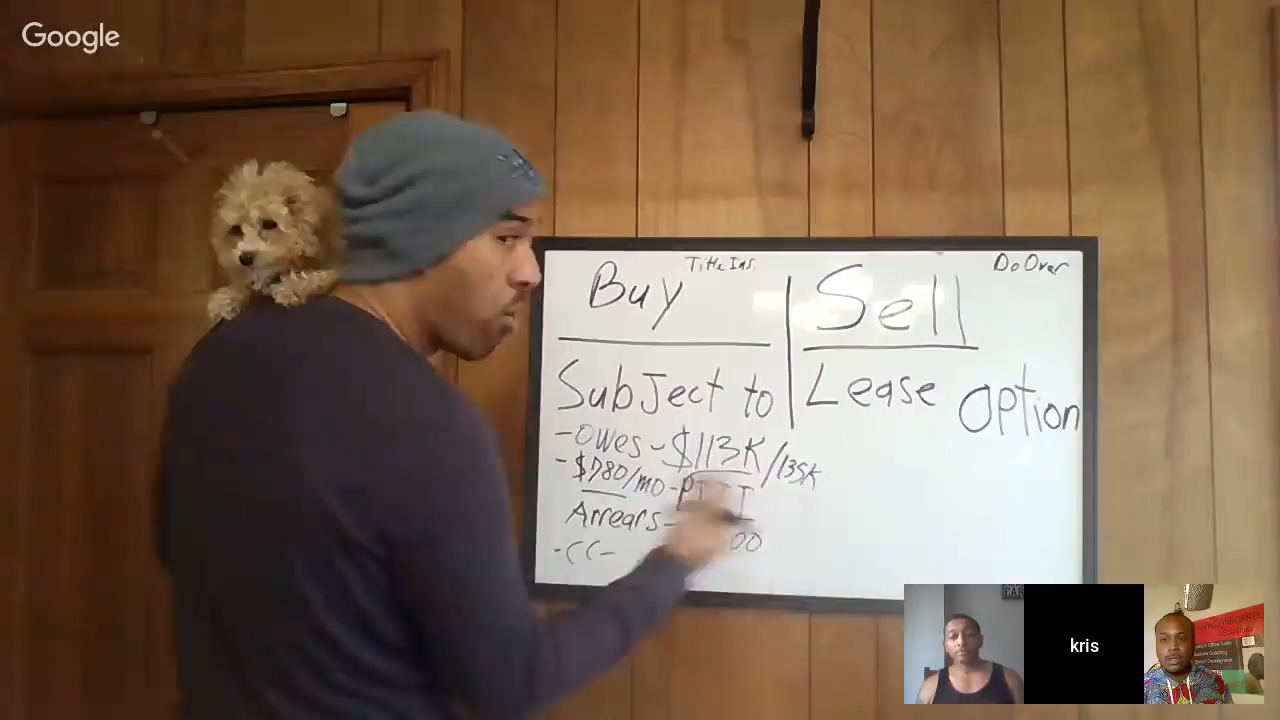 Google
Buy
Title Ins.
Sell
Do Over
Subject to
Lease Option
-Owes - $113K/135K
-$780/mo -
Arrears-
-CC-
kris